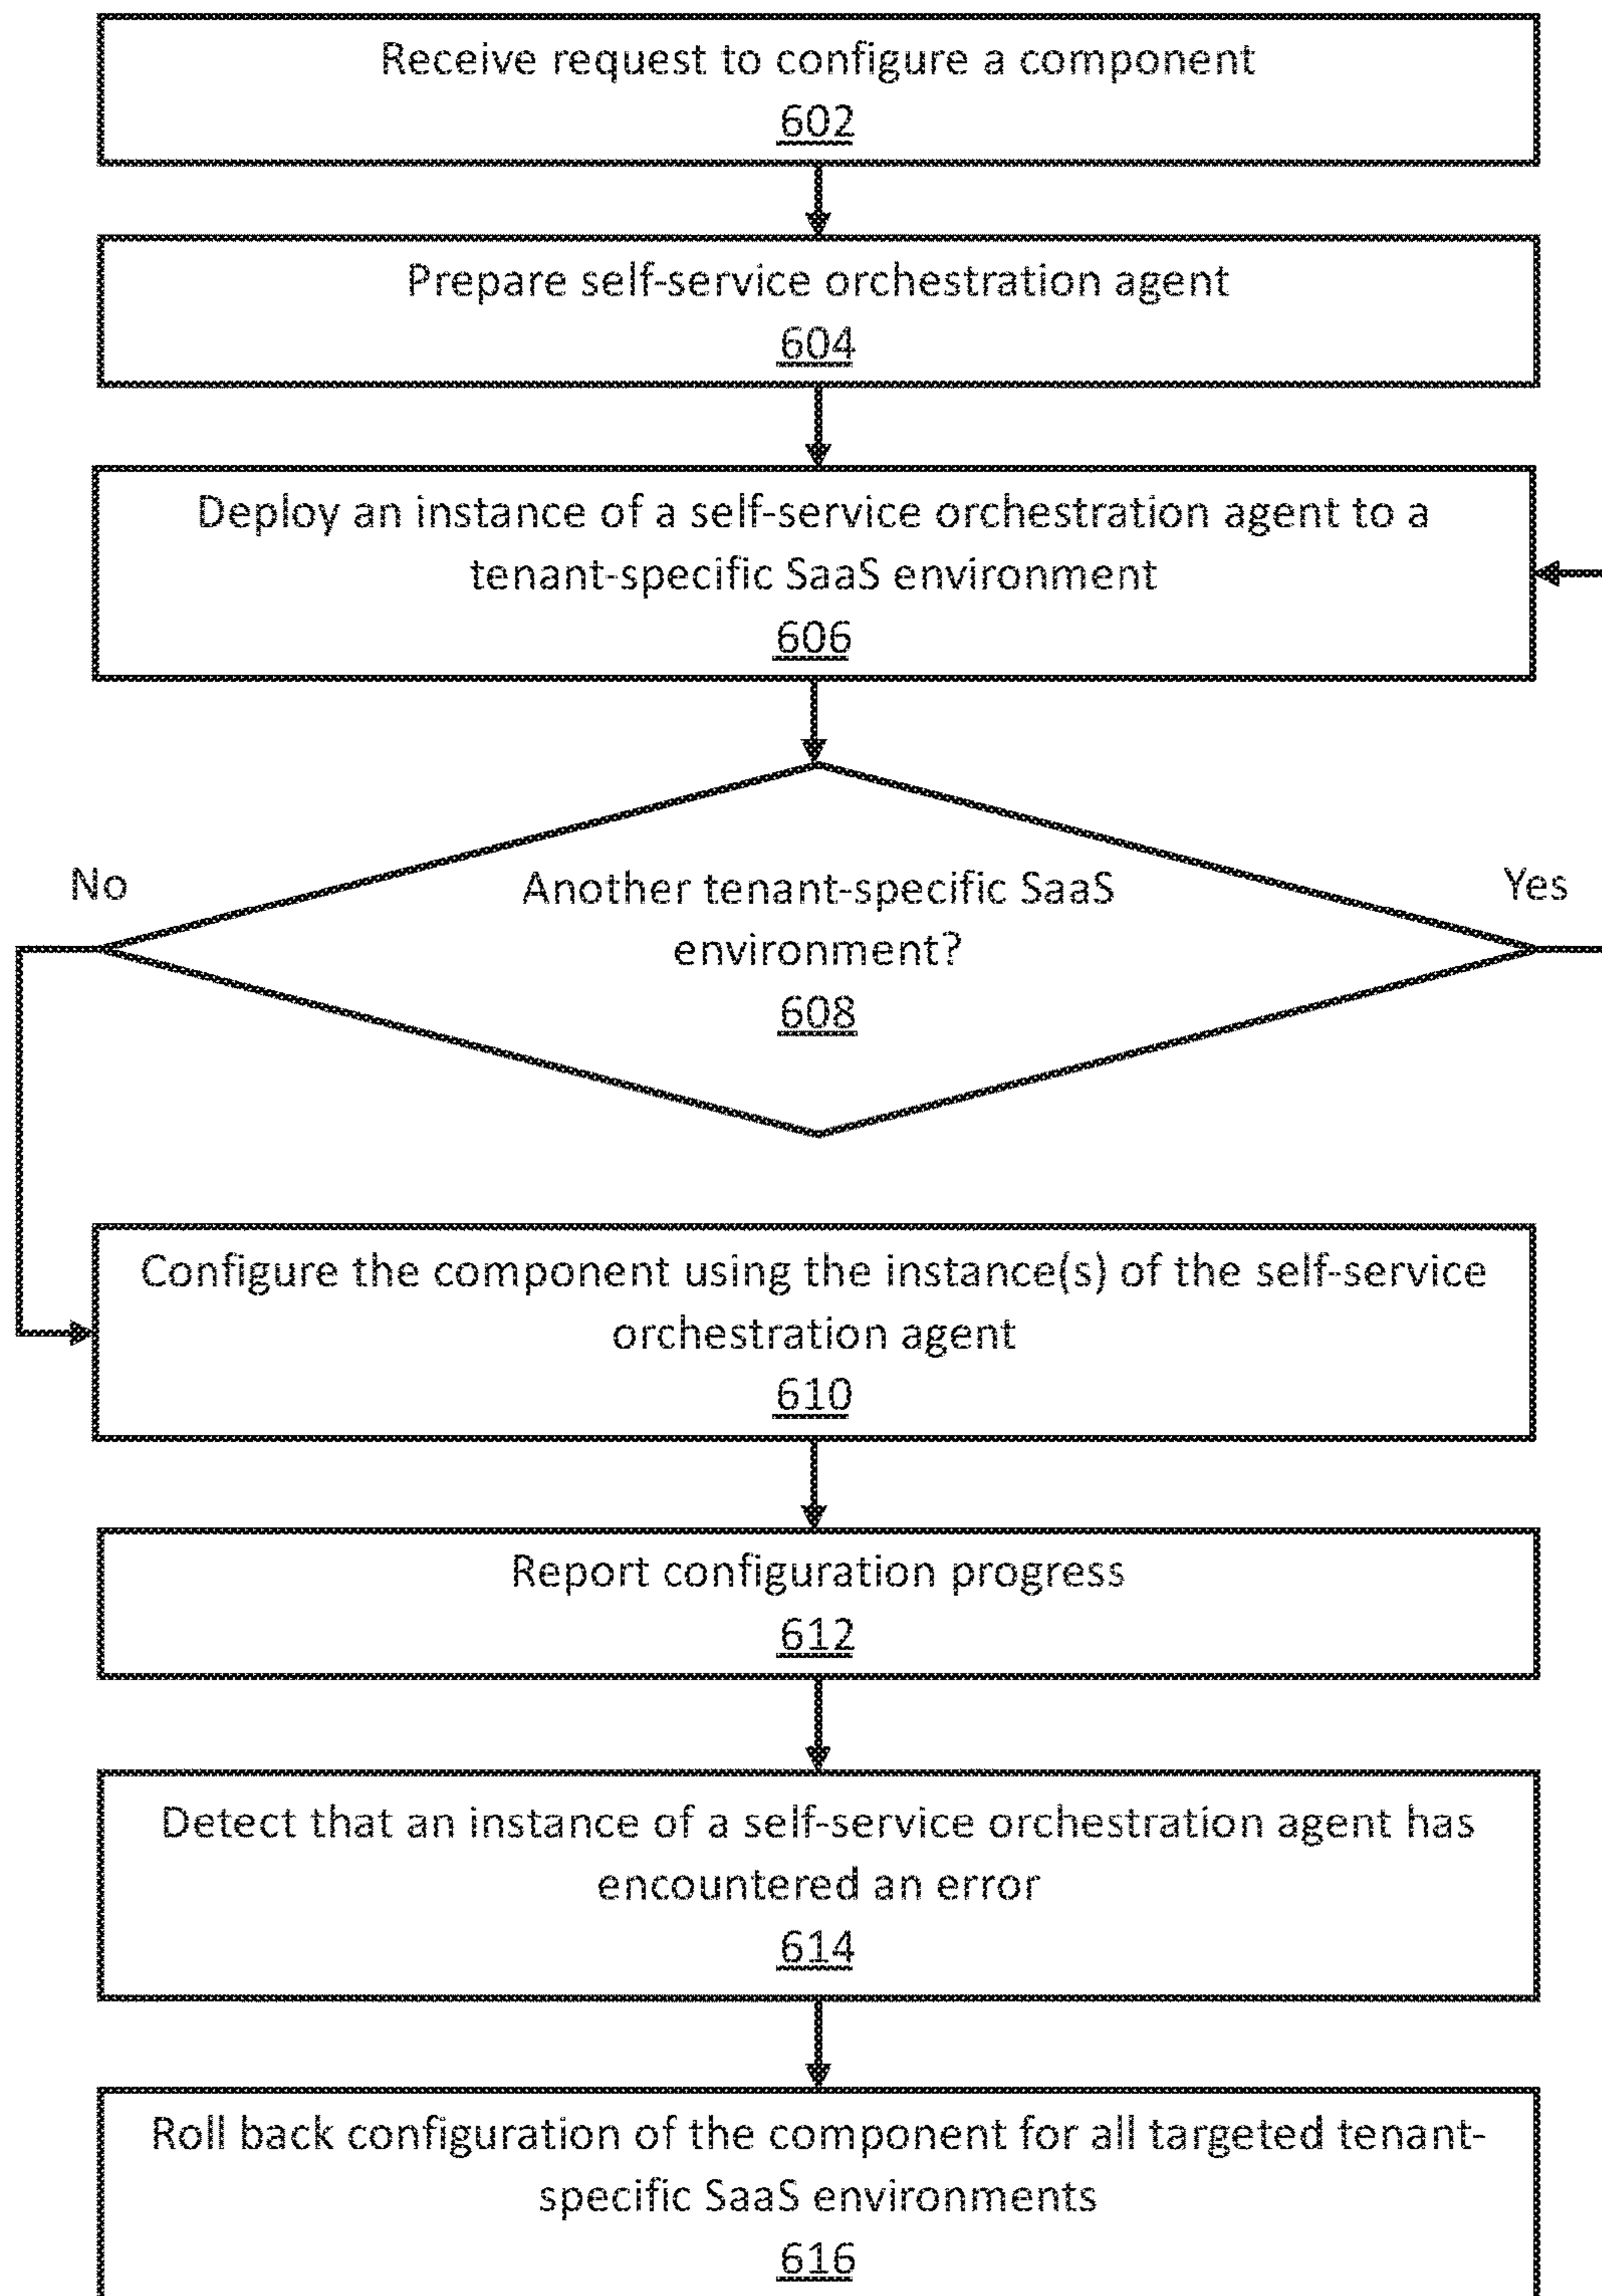 Receive request to configure a component
602
Prepare self-service orchestration agent
604
Deploy an instance of a self-service orchestration agent to a
tenant-specific SaaS environment
606
No
Yes
Another tenant-specific SaaS
environment?
608
Configure the component using the instance(s) of the self-service
orchestration agent
610
Report configuration progress
612
Detect that an instance of a self-service orchestration agent has
encountered an error
614
Roll back configuration of the component for all targeted tenant-
specific SaaS environments
616